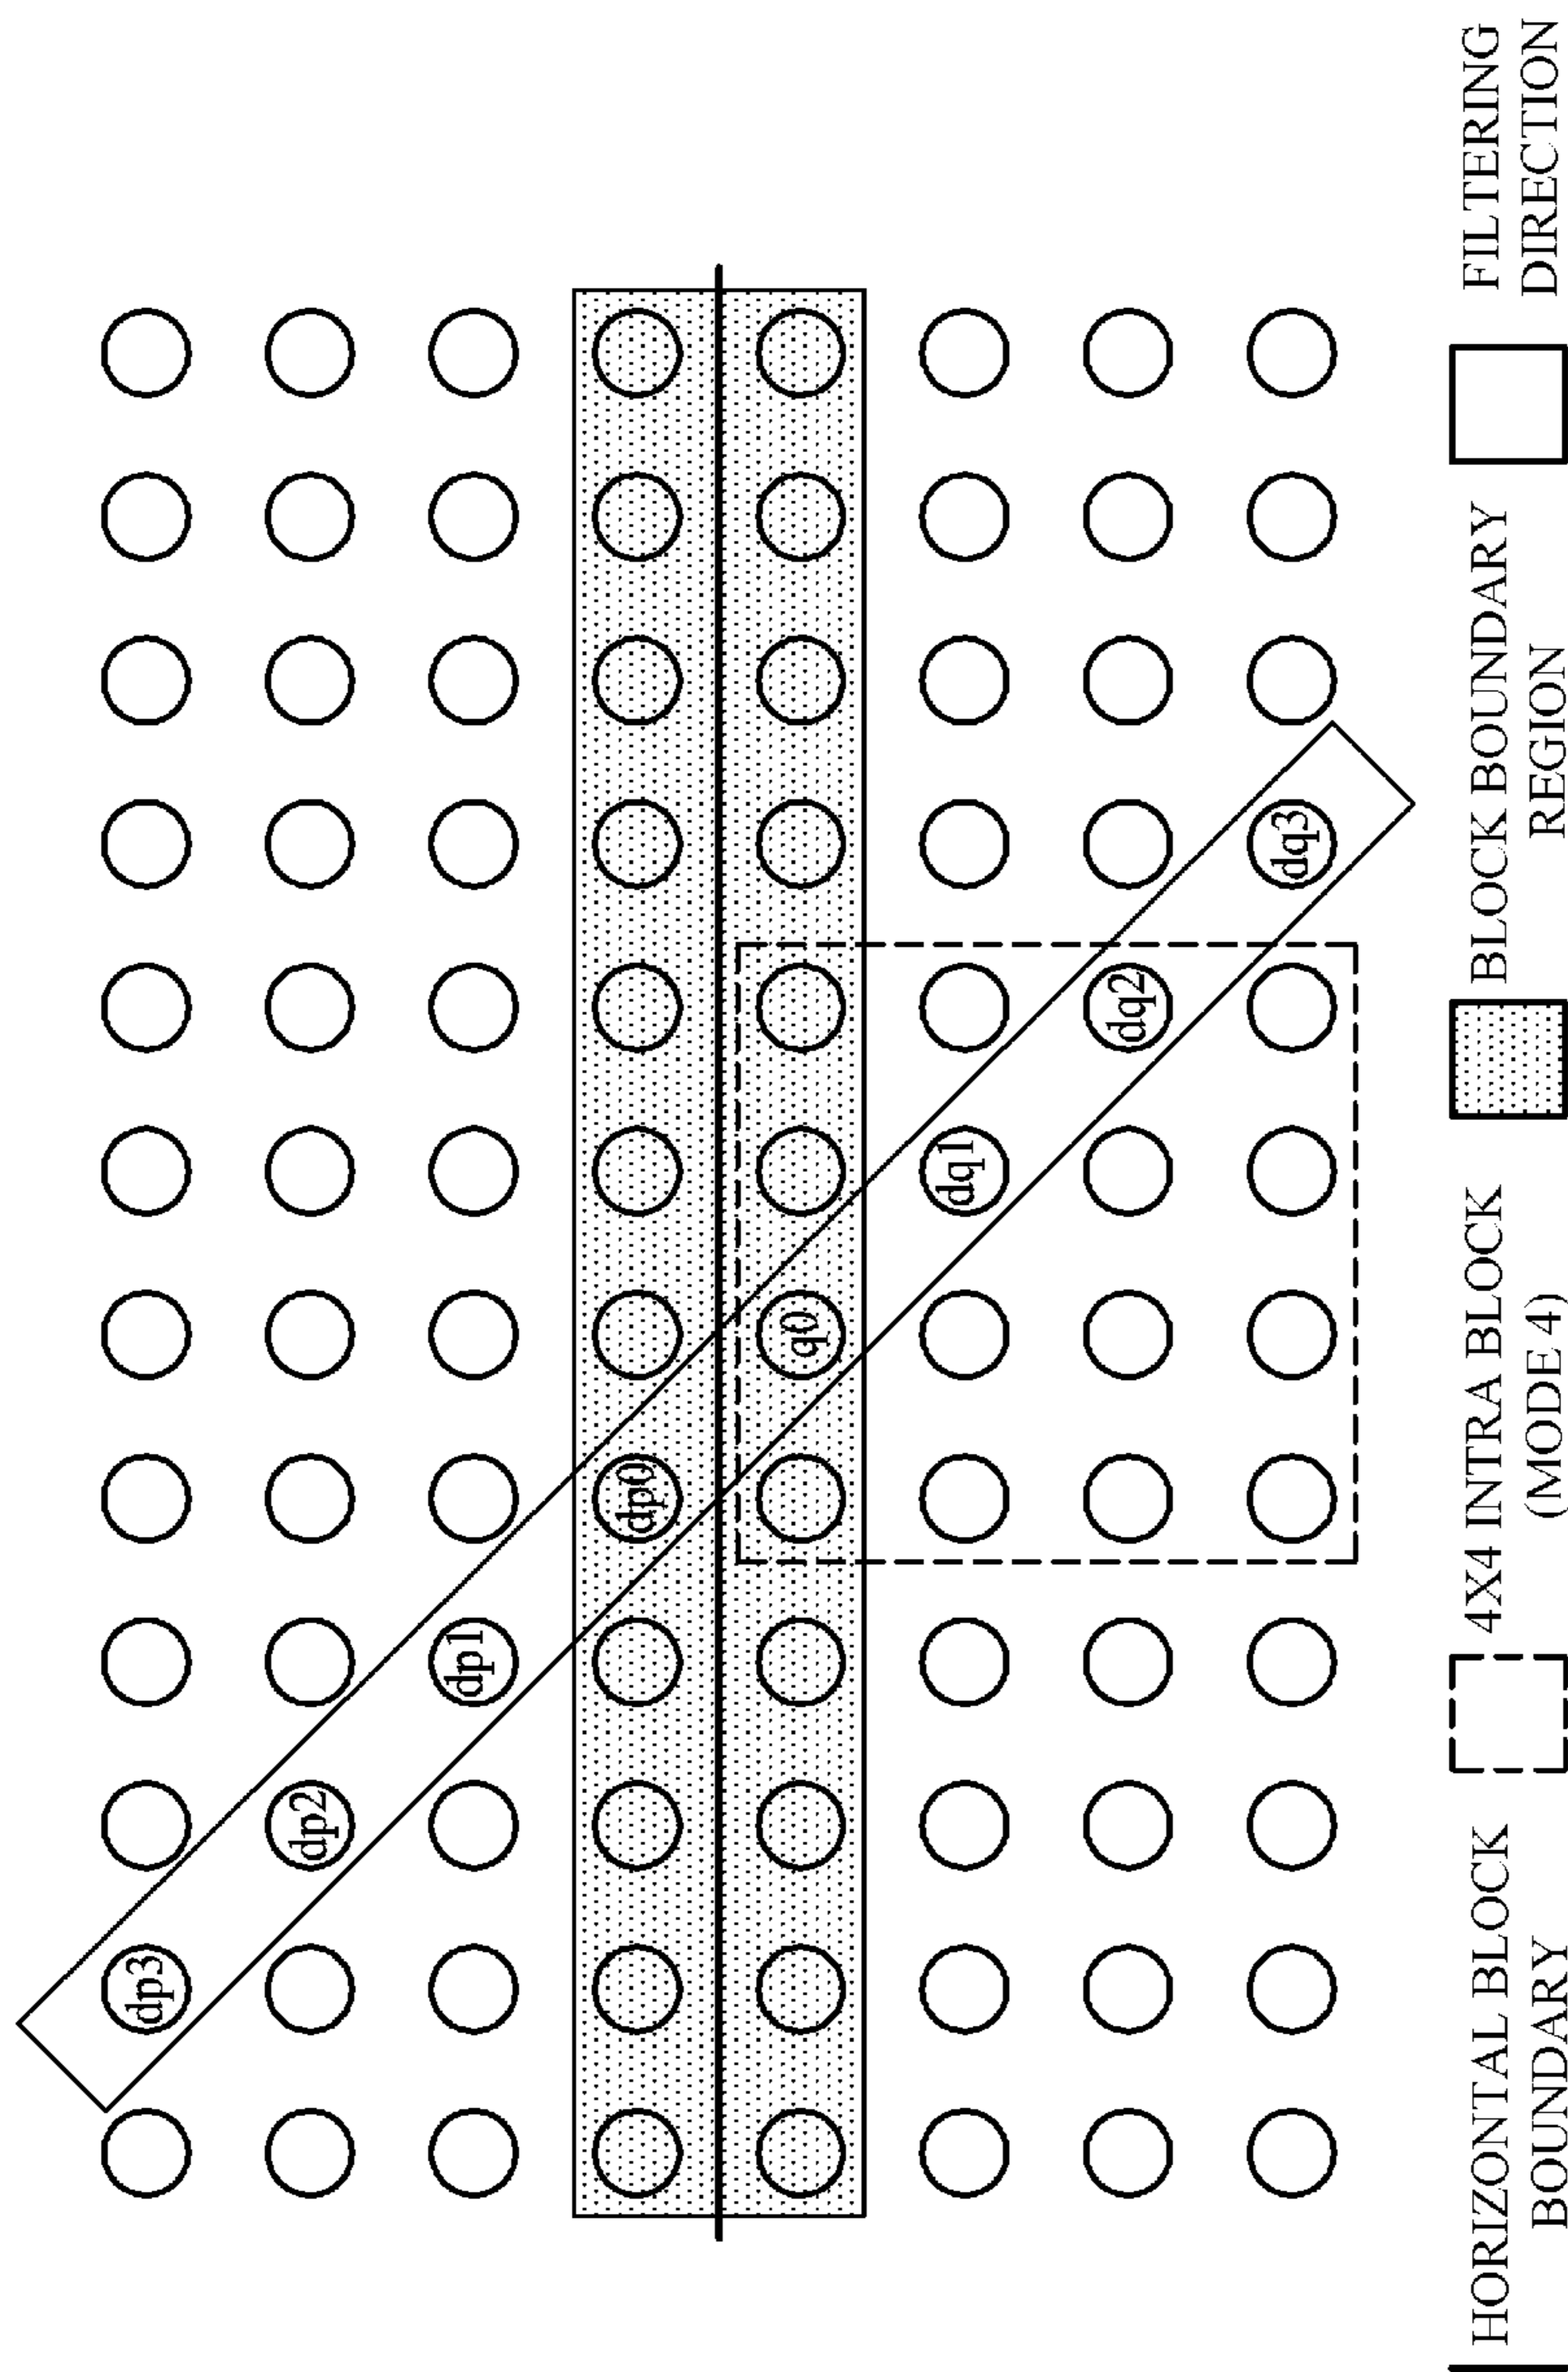 dp3
dp2
dp1
dp0
q0
dq1
dq2
dq3
HORIZONTAL BLOCK
BOUNDARY
4X4 INTRA BLOCK
(MODE 4)
BLOCK BOUNDARY
REGION
FILTERING
DIRECTION